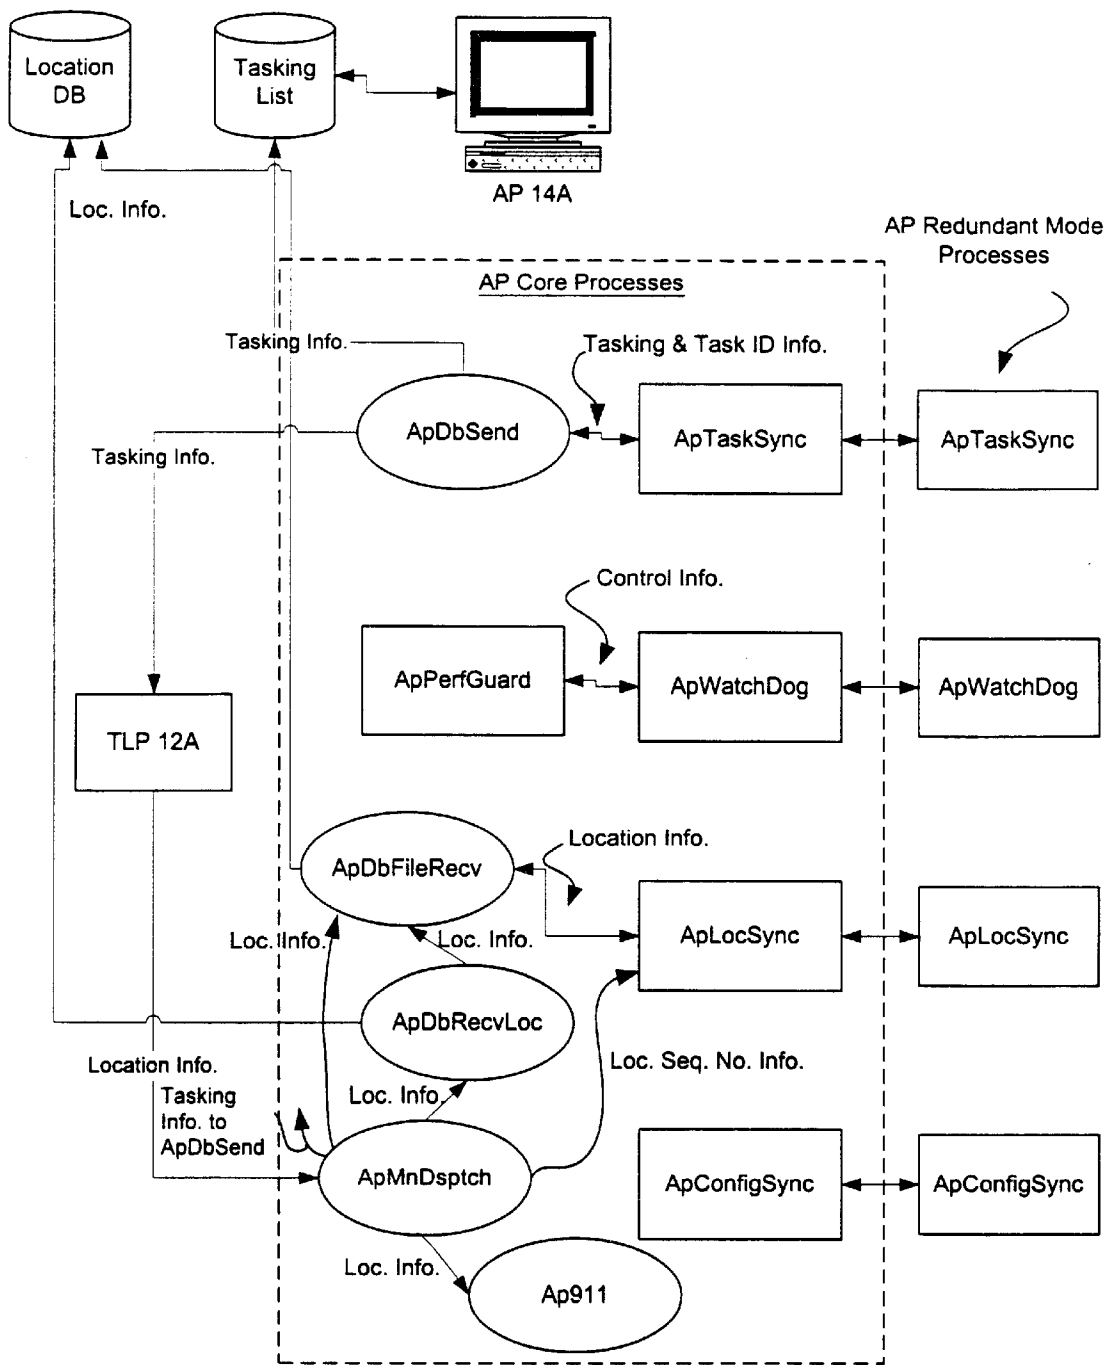 Location
DB
Tasking
List
AP 14A
Loc. Info.
AP Redundant Mode
Processes
AP Core Processes
Tasking Info.
Tasking & Task ID Info.
ApDbSend
ApTaskSync
ApTaskSync
Tasking Info.
Control Info.
ApPerfGuard
ApWatchDog
ApWatchDog
TLP 12A
Location Info.
ApDbFileRecv
Loc. Info.
Loc. Info.
ApLocSync
ApLocSync
ApDbRecvLoc
Location Info.
Loc. Seq. No. Info.
Tasking
Info. to
ApDbSend
Loc. Info.
ApMnDsptch
ApConfigSync
ApConfigSync
Loc. Info.
Ap911